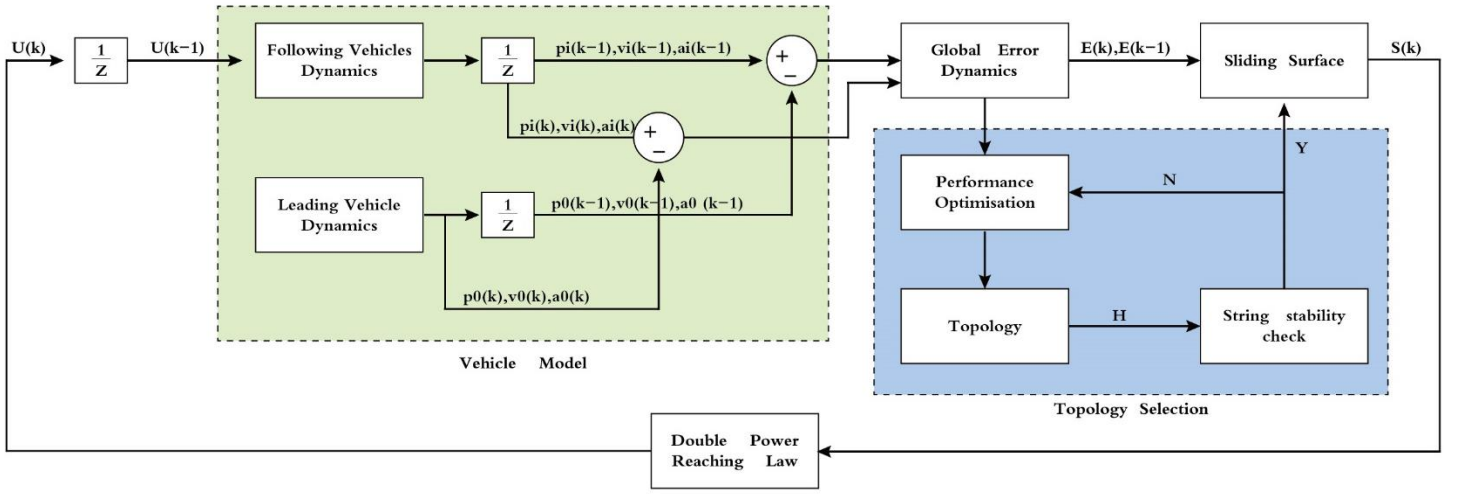 U(k)
1
Z
U(k−1)
Following Vehicles
Dynamics
1
Z
pi(k−1),vi(k−1),ai(k−1)
+
−
Global Error
Dynamics
E(k),E(k−1)
Sliding Surface
S(k)
pi(k),vi(k),ai(k)
+
−
Leading Vehicle
Dynamics
1
Z
p0(k−1),v0(k−1),a0 (k−1)
p0(k),v0(k),a0(k)
Vehicle Model
Performance
Optimisation
N
Y
Topology
H
String stability
check
Topology Selection
Double Power
Reaching Law